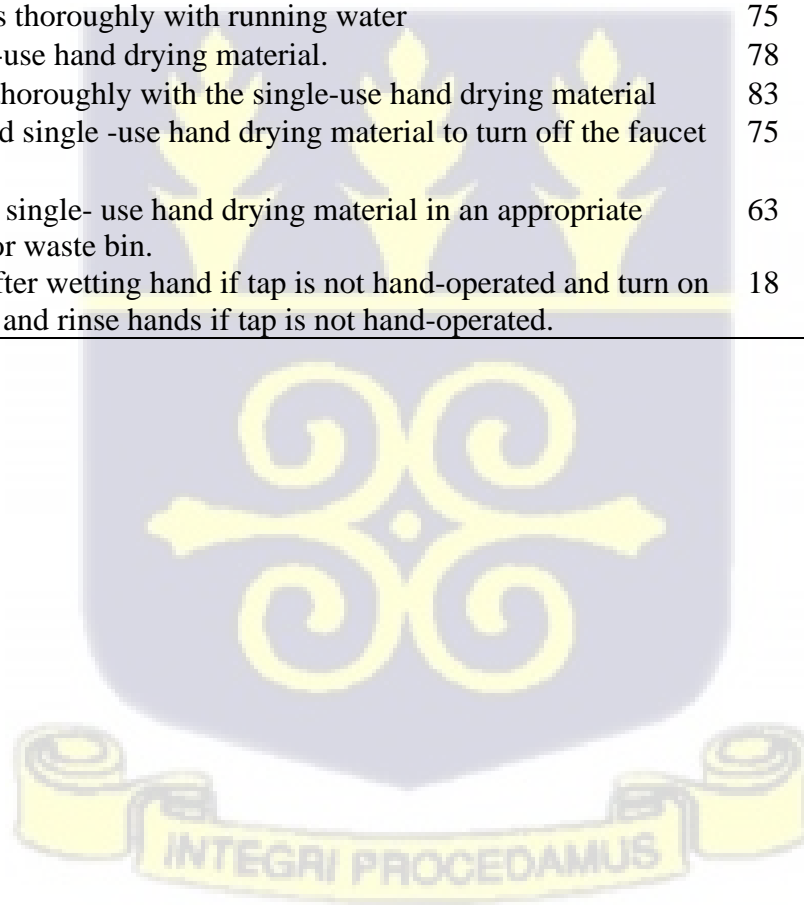 s thoroughly with running water 75
-use hand drying material. 78
horoughly with the single-use hand drying material 83
d single -use hand drying material to turn off the faucet 75
single- use hand drying material in an appropriate 63
or waste bin.
fter wetting hand if tap is not hand-operated and turn on 18
and rinse hands if tap is not hand-operated.
INTEGRI PROCEDAMUS